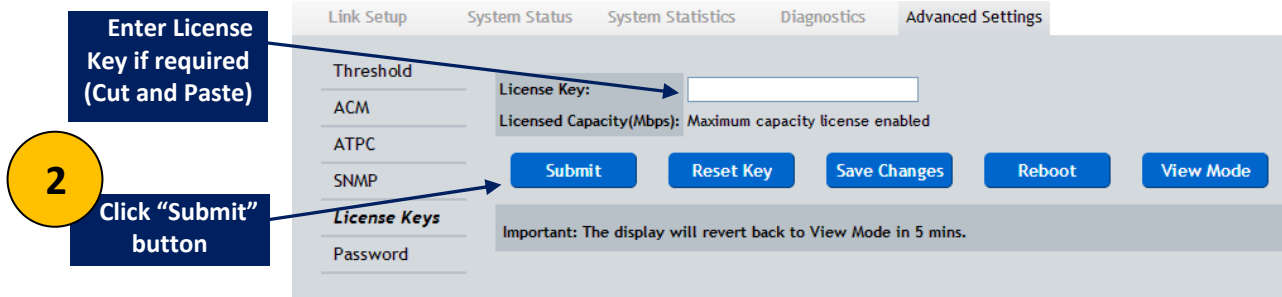 Link Setup System Status System Statistics Diagnostics Advanced Settings
Enter License
Key if required
(Cut and Paste)
Threshold
ACM
ATPC
SNMP
License Keys
Password
License Key:
Licensed Capacity(Mbps): Maximum capacity license enabled
Submit Reset Key Save Changes Reboot View Mode
2
Click “Submit”
button
Important: The display will revert back to View Mode in 5 mins.